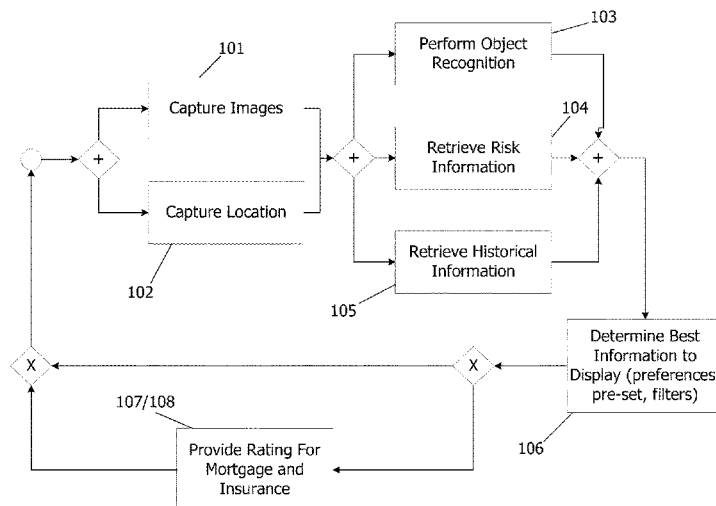 101
Capture Images
+
Capture Location
102
+
103
Perform Object
Recognition
104
Retrieve Risk
Information
Retrieve Historical
Information
105
+
Determine Best
Information to
Display (preferences
pre-set, filters)
106
X
X
107/108
Provide Rating For
Mortgage and
Insurance